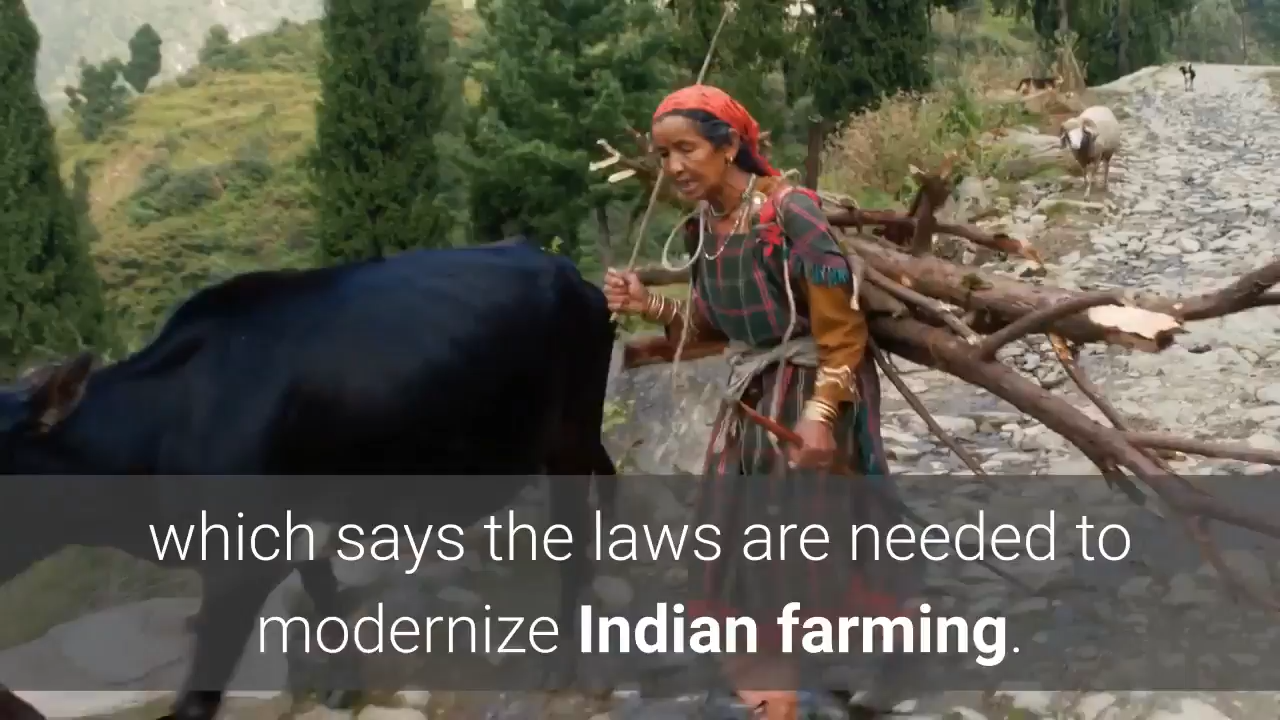 which says the laws are needed to
modernize Indian farming.